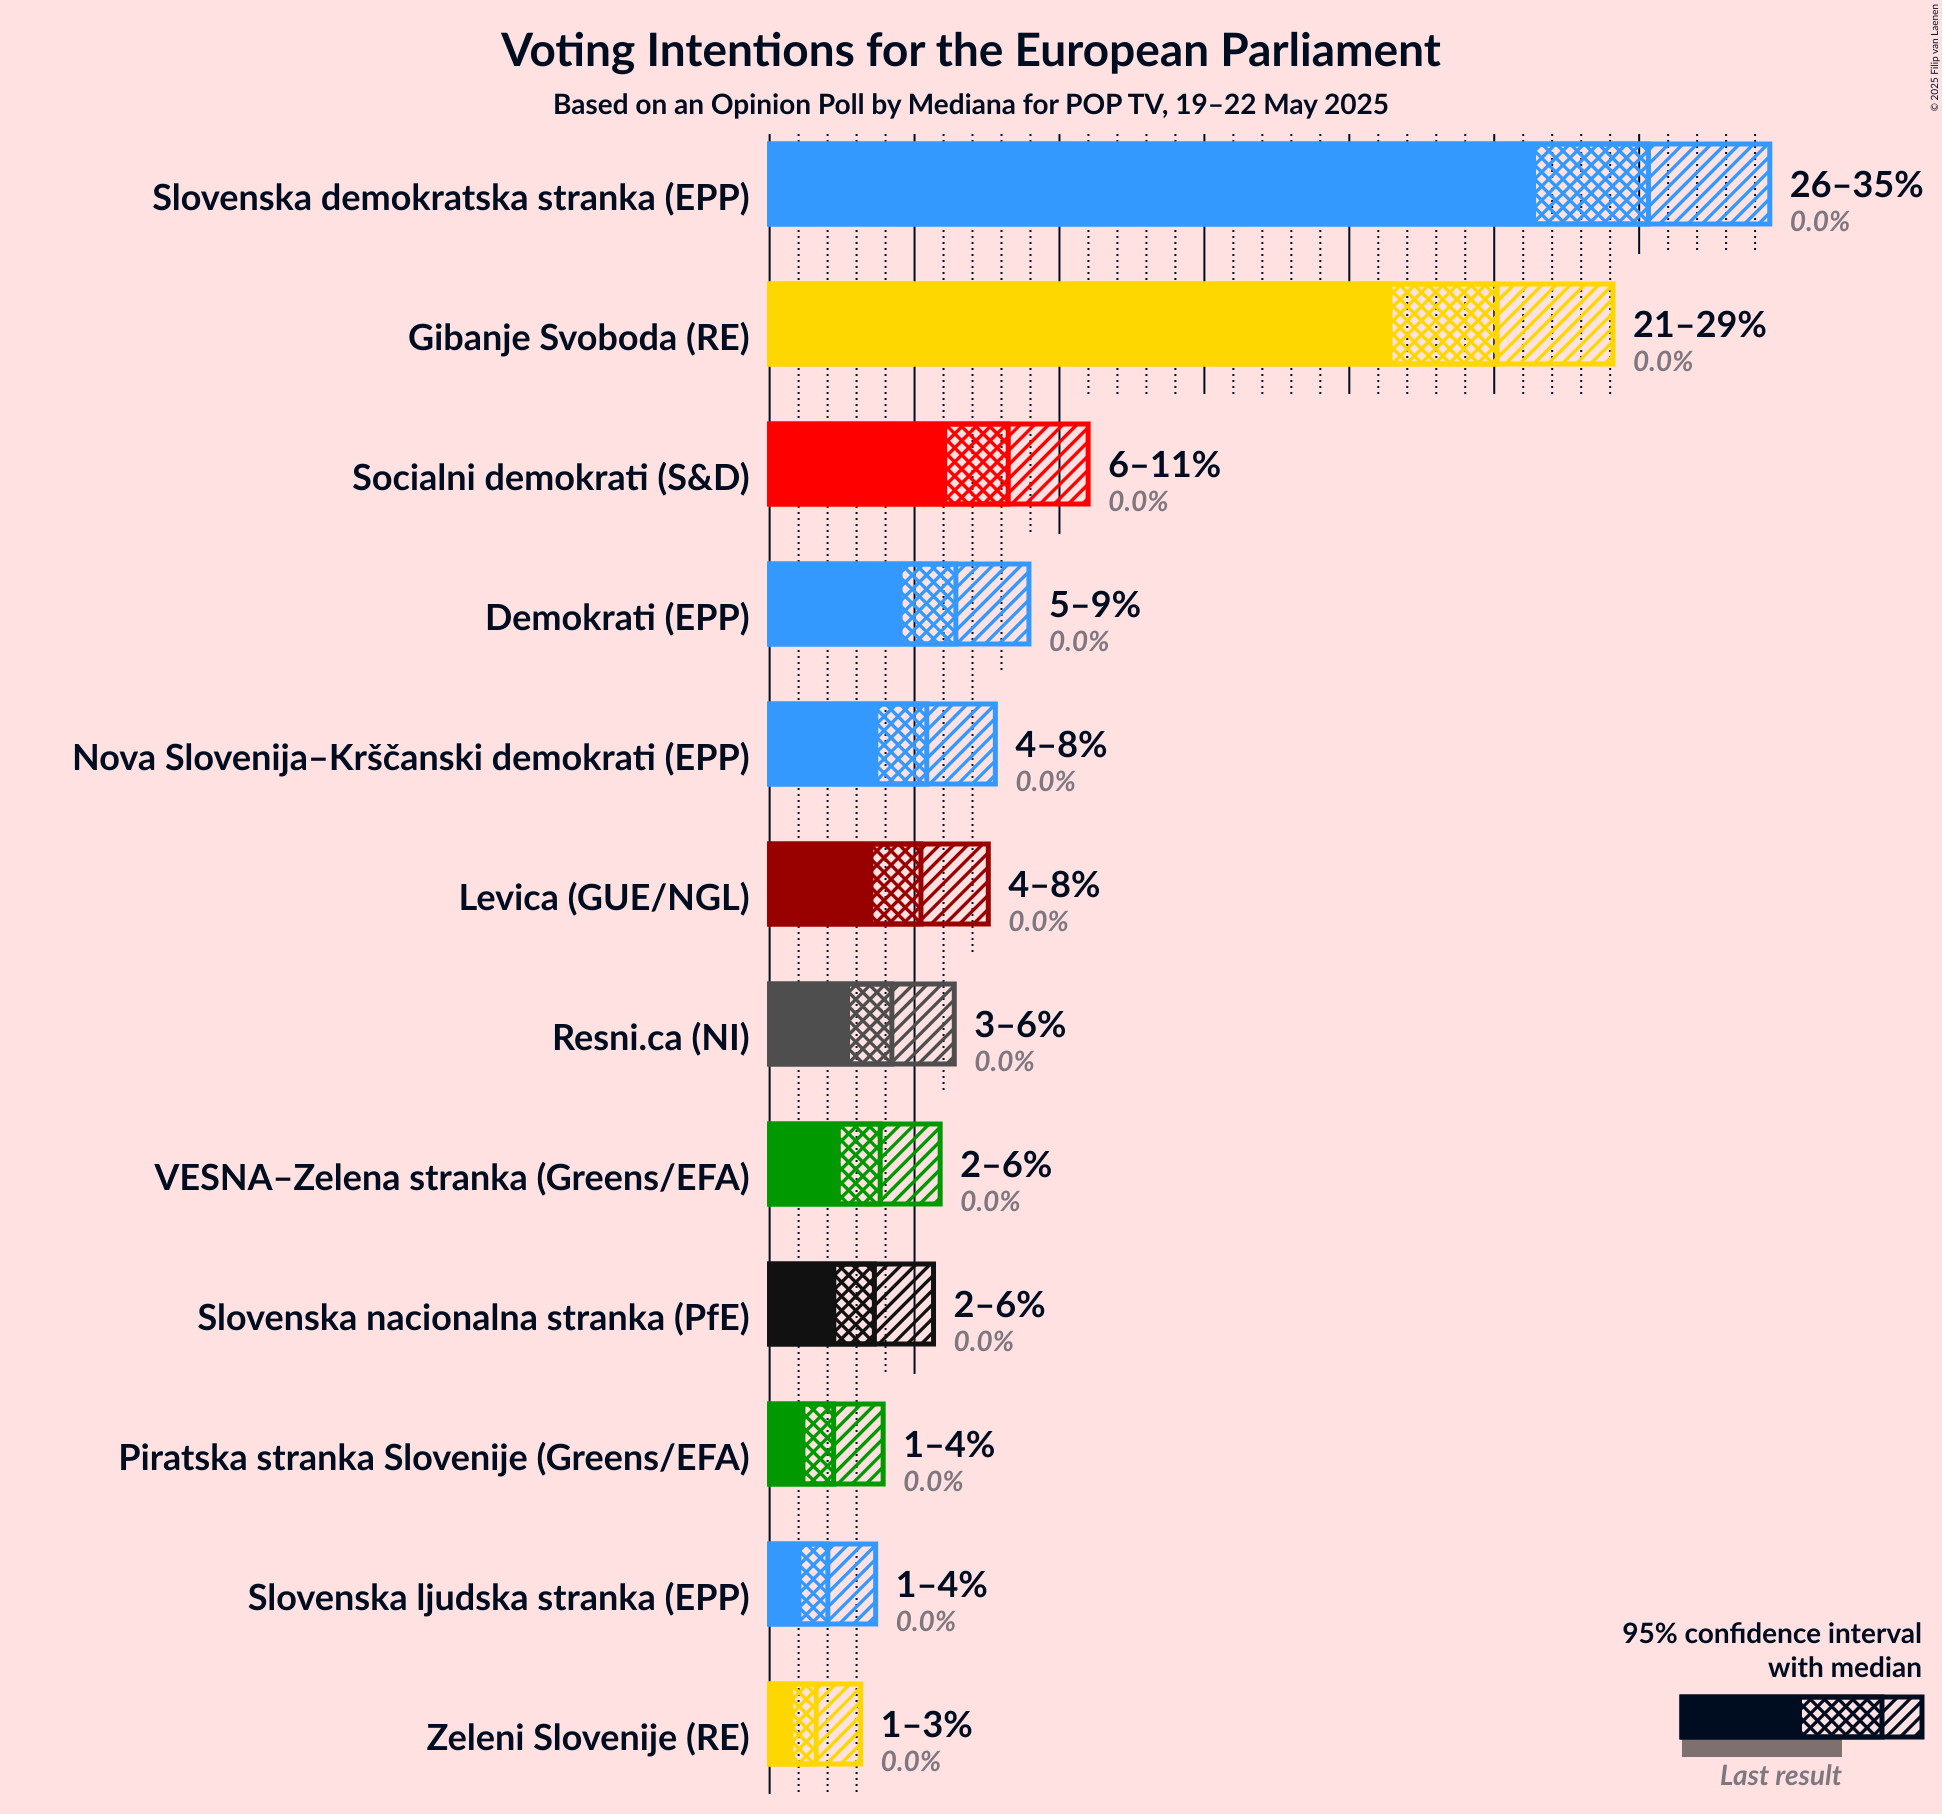 Voting Intentions for the European Parliament
Based on an Opinion Poll by Mediana for POP TV, 19–22 May 2025
© 2025 Filip van Laenen
Slovenska demokratska stranka (EPP)
26–35%
0.0%
Gibanje Svoboda (RE)
21–29%
0.0%
Socialni demokrati (S&D)
6–11%
0.0%
Demokrati (EPP)
5–9%
0.0%
Nova Slovenija–Krščanski demokrati (EPP)
4–8%
0.0%
Levica (GUE/NGL)
4–8%
0.0%
Resni.ca (NI)
3–6%
0.0%
VESNA–Zelena stranka (Greens/EFA)
2–6%
0.0%
Slovenska nacionalna stranka (PfE)
2–6%
0.0%
Piratska stranka Slovenije (Greens/EFA)
1–4%
0.0%
Slovenska ljudska stranka (EPP)
1–4%
0.0%
Zeleni Slovenije (RE)
1–3%
0.0%
95% confidence interval
with median
Last result